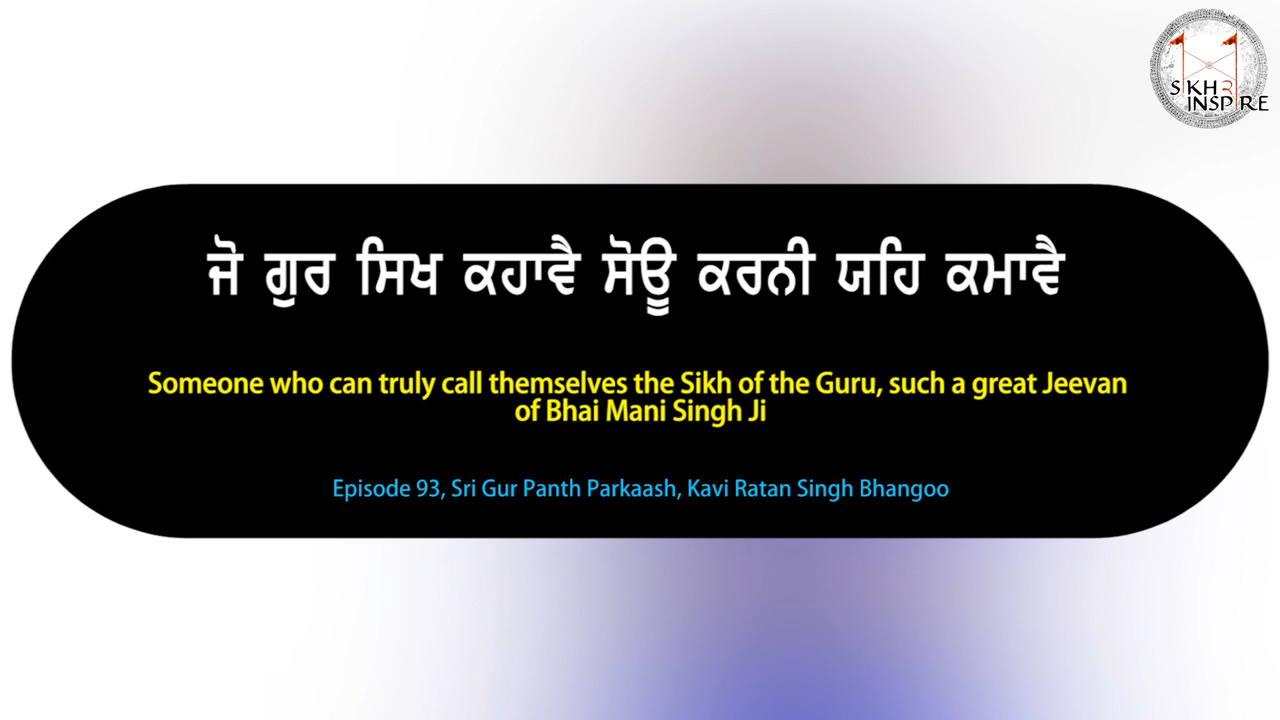 SIKHR
INSPIRE
ਜੋ ਗੁਰ ਸਿਖ ਕਹਾਵੈ ਸੋਊ ਕਰਨੀ ਯਹਿ ਕਮਾਵੈ
Someone who can truly call themselves the Sikh of the Guru, such a great Jeevan
of Bhai Mani Singh Ji
Episode 93, Sri Gur Panth Parkaash, Kavi Ratan Singh Bhangoo